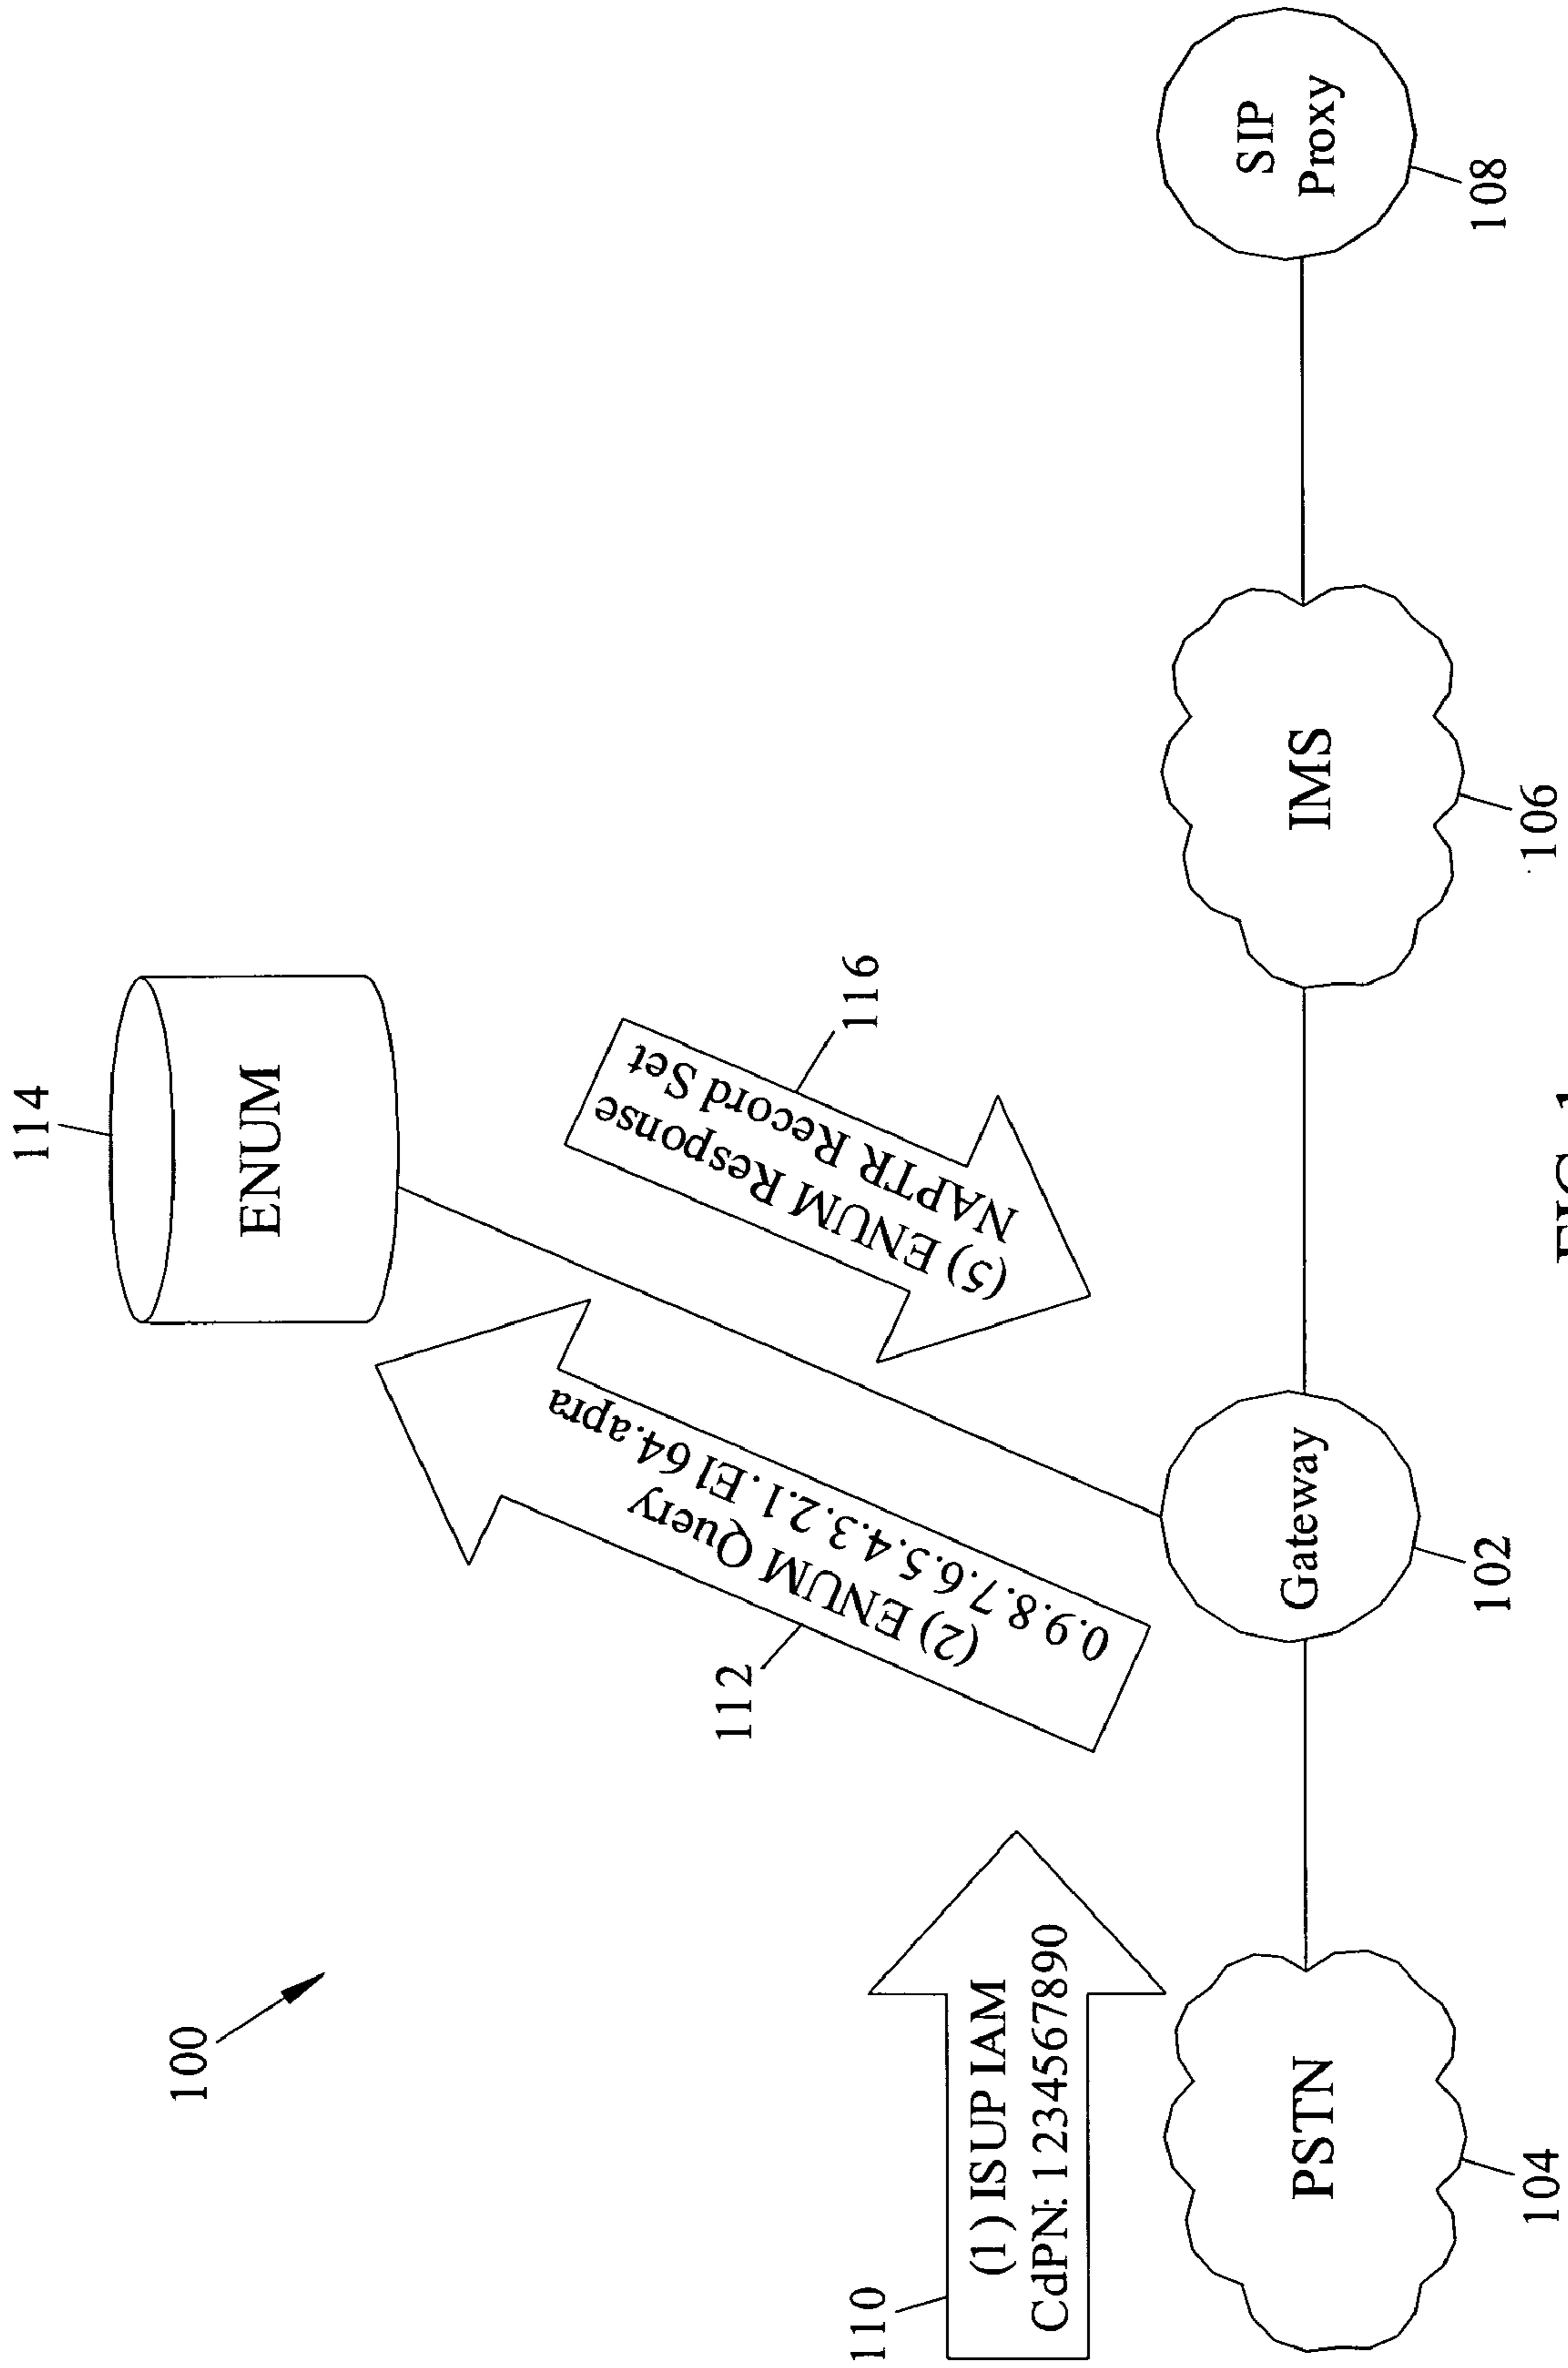 100
114
ENUM
112
(2) ENUM Query
0.9.8.7.6.5.4.3.2.1.E164.apra
(5) ENUM Response
NAPTR Record Set
116
110
(1) ISUP IAM
CdPN: 1234567890
PSTN
104
Gateway
102
IMS
106
SIP
Proxy
108